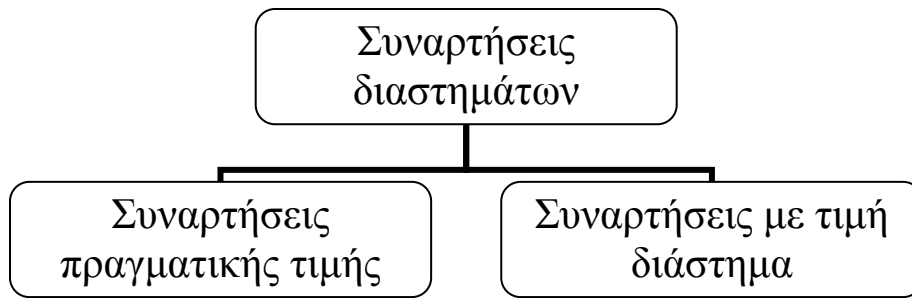 Συναρτήσεις
διαστημάτων
Συναρτήσεις
πραγματικής τιμής
Συναρτήσεις με τιμή
διάστημα